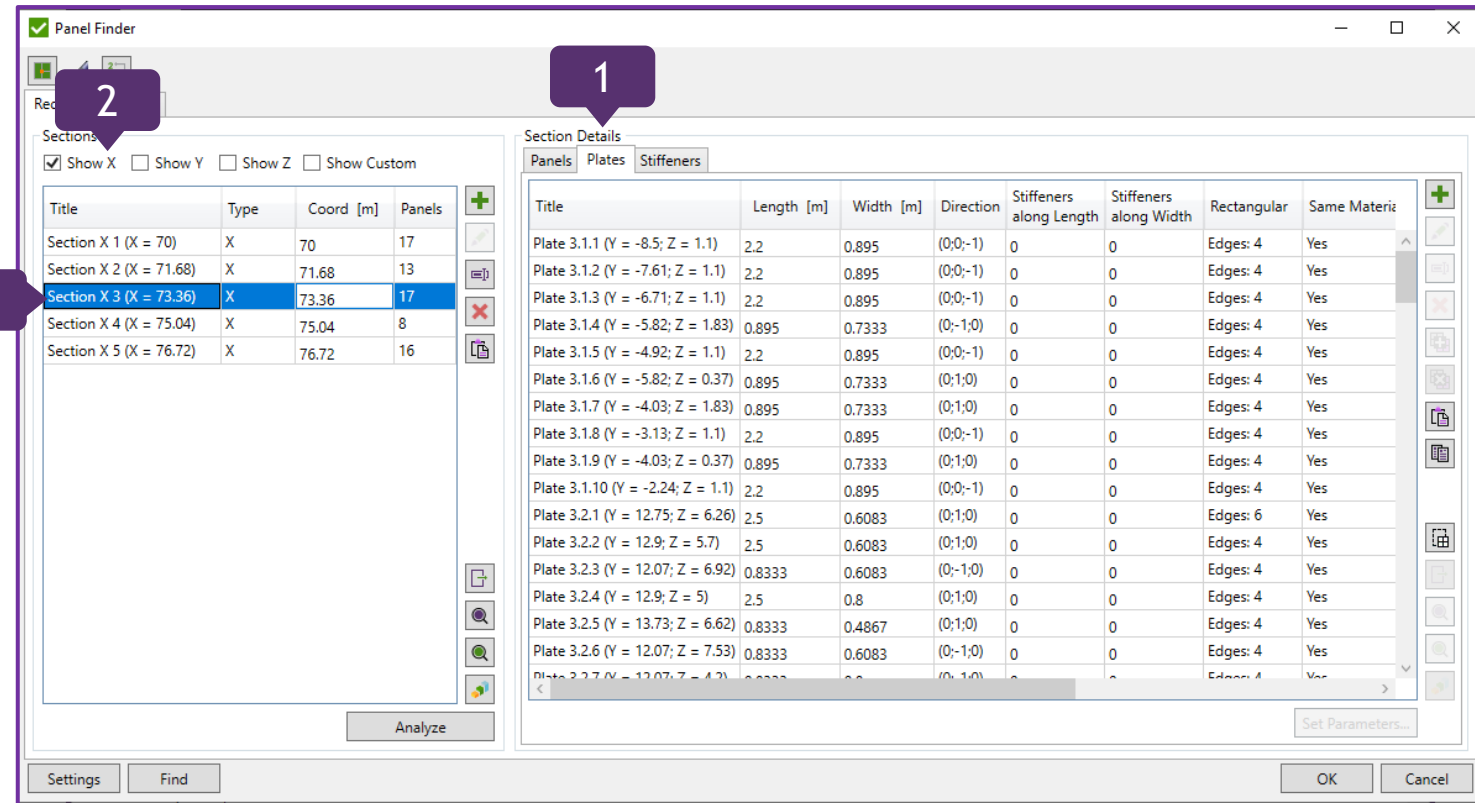 Panel Finder
1
2
Sections
Section Details
Show X Show Y Show Z Show Custom
Panels Plates Stiffeners
Title Type Coord [m] Panels
Section X 1 (X = 70) X 70 17
Section X 2 (X = 71.68) X 71.68 13
Section X 3 (X = 73.36) X 73.36 17
Section X 4 (X = 75.04) X 75.04 8
Section X 5 (X = 76.72) X 76.72 16
Analyze
Title Length [m] Width [m] Direction Stiffeners along Length Stiffeners along Width Rectangular Same Materia
Plate 3.1.1 (Y = -8.5; Z = 1.1) 2.2 0.895 (0;0;-1) 0 0 Edges: 4 Yes
Plate 3.1.2 (Y = -7.61; Z = 1.1) 2.2 0.895 (0;0;-1) 0 0 Edges: 4 Yes
Plate 3.1.3 (Y = -6.71; Z = 1.1) 2.2 0.895 (0;0;-1) 0 0 Edges: 4 Yes
Plate 3.1.4 (Y = -5.82; Z = 1.83) 0.895 0.7333 (0;-1;0) 0 0 Edges: 4 Yes
Plate 3.1.5 (Y = -4.92; Z = 1.1) 2.2 0.895 (0;0;-1) 0 0 Edges: 4 Yes
Plate 3.1.6 (Y = -5.82; Z = 0.37) 0.895 0.7333 (0;1;0) 0 0 Edges: 4 Yes
Plate 3.1.7 (Y = -4.03; Z = 1.83) 0.895 0.7333 (0;1;0) 0 0 Edges: 4 Yes
Plate 3.1.8 (Y = -3.13; Z = 1.1) 2.2 0.895 (0;0;-1) 0 0 Edges: 4 Yes
Plate 3.1.9 (Y = -4.03; Z = 0.37) 0.895 0.7333 (0;1;0) 0 0 Edges: 4 Yes
Plate 3.1.10 (Y = -2.24; Z = 1.1) 2.2 0.895 (0;0;-1) 0 0 Edges: 4 Yes
Plate 3.2.1 (Y = 12.75; Z = 6.26) 2.5 0.6083 (0;1;0) 0 0 Edges: 6 Yes
Plate 3.2.2 (Y = 12.9; Z = 5.7) 2.5 0.6083 (0;1;0) 0 0 Edges: 4 Yes
Plate 3.2.3 (Y = 12.07; Z = 6.92) 0.8333 0.6083 (0;-1;0) 0 0 Edges: 4 Yes
Plate 3.2.4 (Y = 12.9; Z = 5) 2.5 0.8 (0;1;0) 0 0 Edges: 4 Yes
Plate 3.2.5 (Y = 13.73; Z = 6.62) 0.8333 0.4867 (0;1;0) 0 0 Edges: 4 Yes
Plate 3.2.6 (Y = 12.07; Z = 7.53) 0.8333 0.6083 (0;-1;0) 0 0 Edges: 4 Yes
Set Parameters...
Settings Find OK Cancel